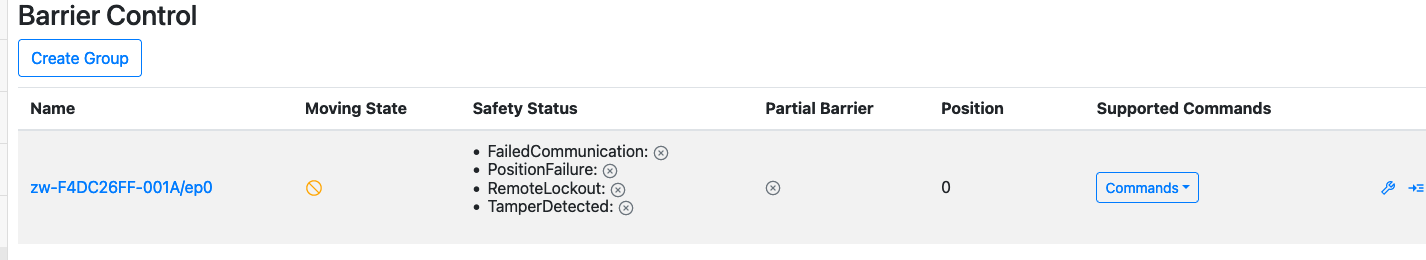 Barrier Control
Create Group
Name Moving State Safety Status Partial Barrier Position Supported Commands
FailedCommunication:
PositionFailure:
zw-F4DC26FF-001A/ep0 0 Commands
RemoteLockout:
TamperDetected: